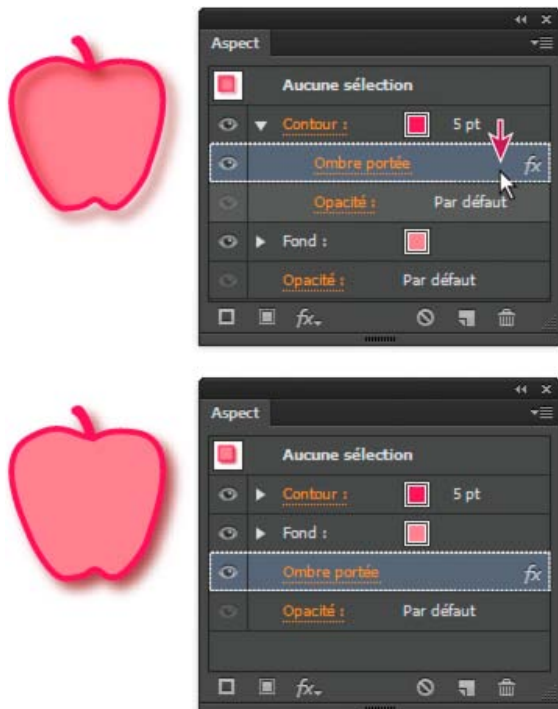 Aspect
Aucune sélection
Contour : 5 pt
Ombre portée fx
Opacité : Par défaut
Fond :
Opacité : Par défaut
fx
Aspect
Aucune sélection
Contour : 5 pt
Fond :
Ombre portée fx
Opacité : Par défaut
fx